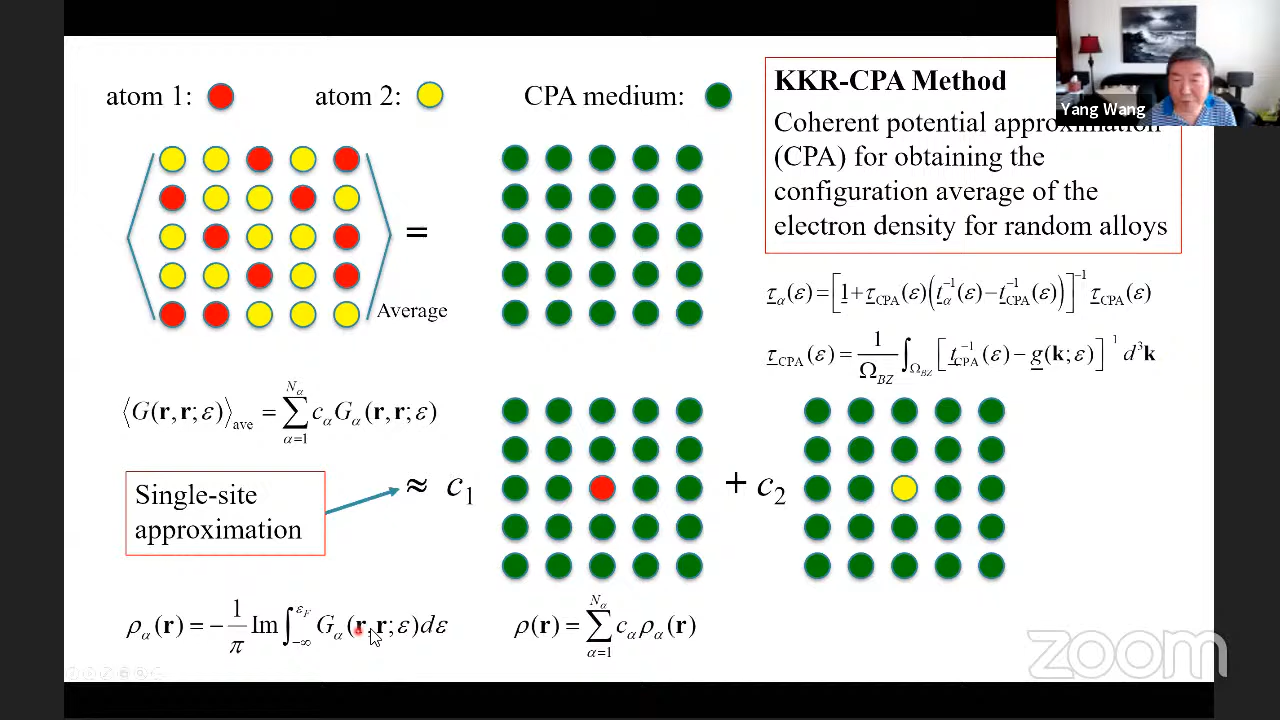 atom 1:
atom 2:
CPA medium:
KKR-CPA Method
Coherent potential approximation
(CPA) for obtaining the
configuration average of the
electron density for random alloys
Yang Wang
=
Average
τ_α(ε) = [1 + τ_CPA(ε)(t_α^{-1}(ε) − t_CPA^{-1}(ε))]^{-1} τ_CPA(ε)
τ_CPA(ε) = 1/Ω_BZ ∫_{Ω_BZ} [t_CPA^{-1}(ε) − g(k;ε)]^{-1} d³k
⟨G(r,r;ε)⟩_ave = ∑_{α=1}^{N_α} c_α G_α(r,r;ε)
Single-site
approximation
≈ c₁
+ c₂
ρ_α(r) = −1/π Im ∫_{−∞}^{ε_F} G_α(r,r;ε)dε
ρ(r) = ∑_{α=1}^{N_α} c_α ρ_α(r)
zoom